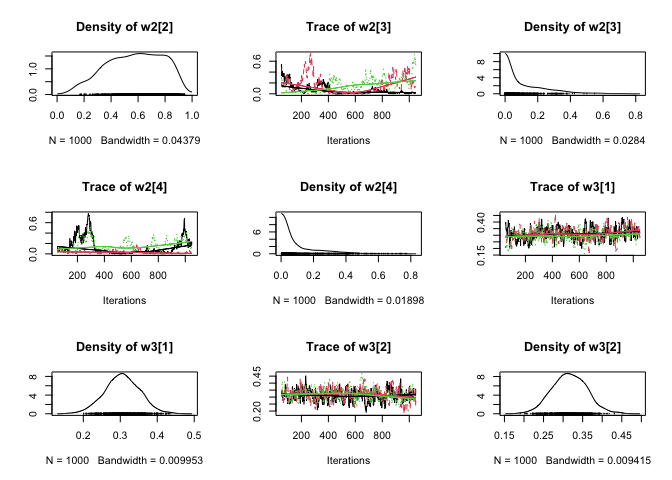 Density of w2[2]
0.0 1.0
0.0 0.2 0.4 0.6 0.8 1.0
N = 1000 Bandwidth = 0.04379
Trace of w2[3]
0.0 0.6
200 400 600 800
Iterations
Density of w2[3]
0 4 8
0.0 0.2 0.4 0.6 0.8
N = 1000 Bandwidth = 0.0284
Trace of w2[4]
0.0 0.6
200 400 600 800
Iterations
Density of w2[4]
0 6
0.0 0.2 0.4 0.6 0.8
N = 1000 Bandwidth = 0.01898
Trace of w3[1]
0.15 0.40
200 400 600 800
Iterations
Density of w3[1]
0 4 8
0.2 0.3 0.4 0.5
N = 1000 Bandwidth = 0.009953
Trace of w3[2]
0.20 0.45
200 400 600 800
Iterations
Density of w3[2]
0 4 8
0.15 0.25 0.35 0.45
N = 1000 Bandwidth = 0.009415